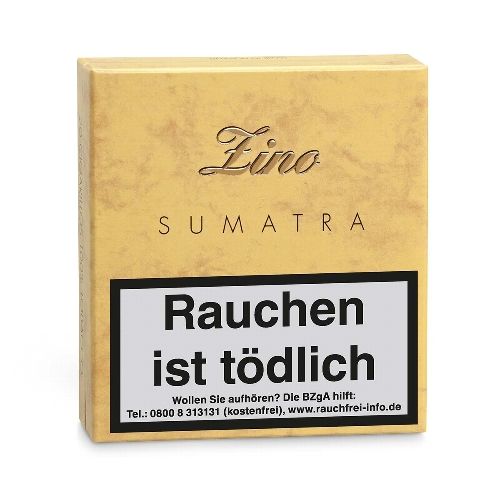 Zino
SUMATRA
Rauchen
ist tödlich
Wollen Sie aufhören? Die BZgA hilft:
Tel.: 0800 8 313131 (kostenfrei), www.rauchfrei-info.de